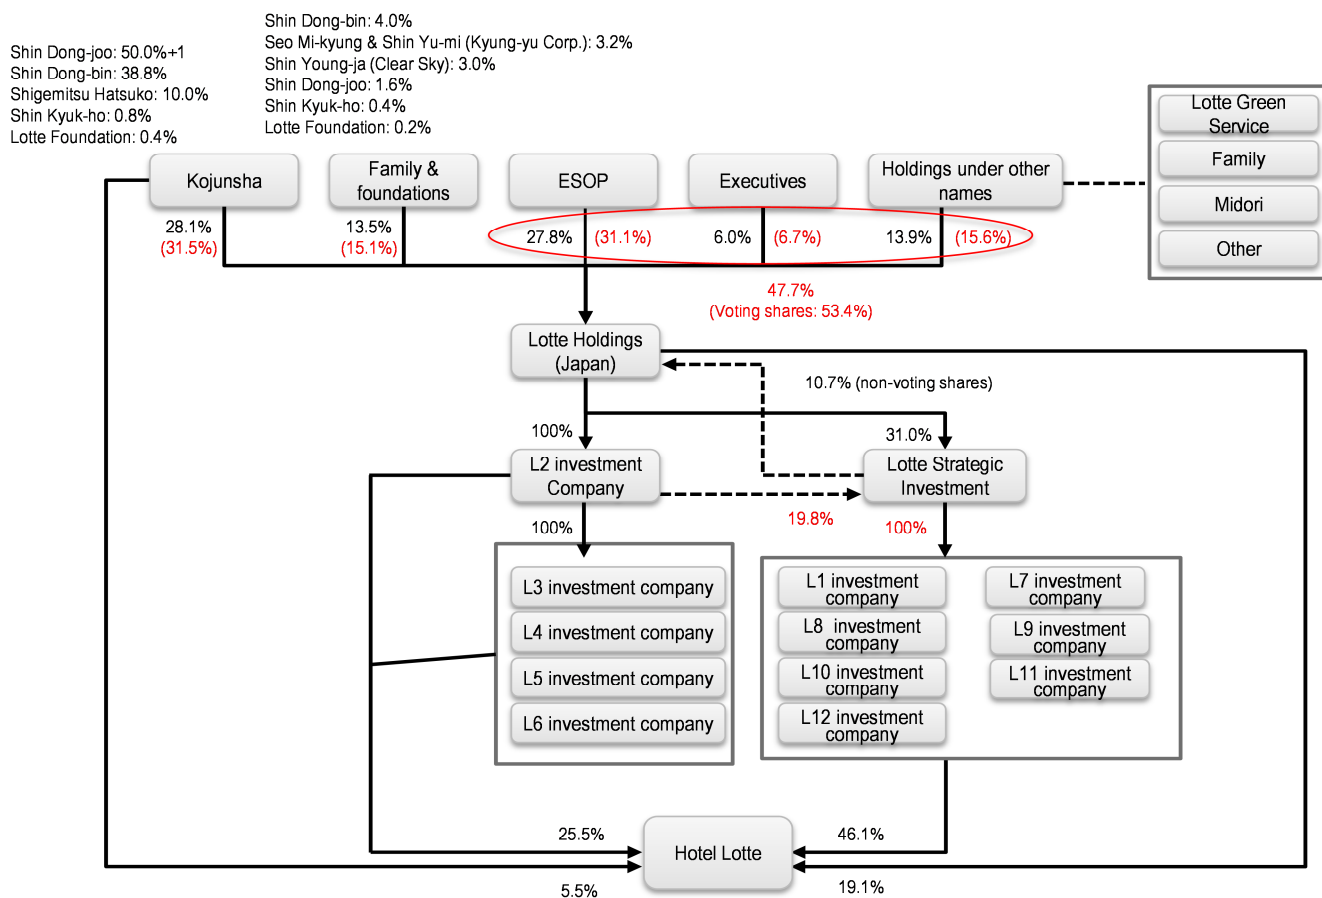 Shin Dong-bin: 4.0%
Seo Mi-kyung & Shin Yu-mi (Kyung-yu Corp.): 3.2%
Shin Young-ja (Clear Sky): 3.0%
Shin Dong-joo: 1.6%
Shin Kyuk-ho: 0.4%
Lotte Foundation: 0.2%
Shin Dong-joo: 50.0%+1
Shin Dong-bin: 38.8%
Shigemitsu Hatsuko: 10.0%
Shin Kyuk-ho: 0.8%
Lotte Foundation: 0.4%
Lotte Green
Service
Family
Midori
Other
Kojunsha
Family &
foundations
ESOP
Executives
Holdings under other
names
28.1%
(31.5%)
13.5%
(15.1%)
27.8% (31.1%)
6.0% (6.7%)
13.9% (15.6%)
47.7%
(Voting shares: 53.4%)
Lotte Holdings
(Japan)
10.7% (non-voting shares)
100%
31.0%
L2 investment
Company
Lotte Strategic
Investment
19.8%
100%
100%
L3 investment company
L4 investment company
L5 investment company
L6 investment company
L1 investment
company
L8 investment
company
L10 investment
company
L12 investment
company
L7 investment
company
L9 investment
company
L11 investment
company
25.5%
46.1%
Hotel Lotte
5.5%
19.1%